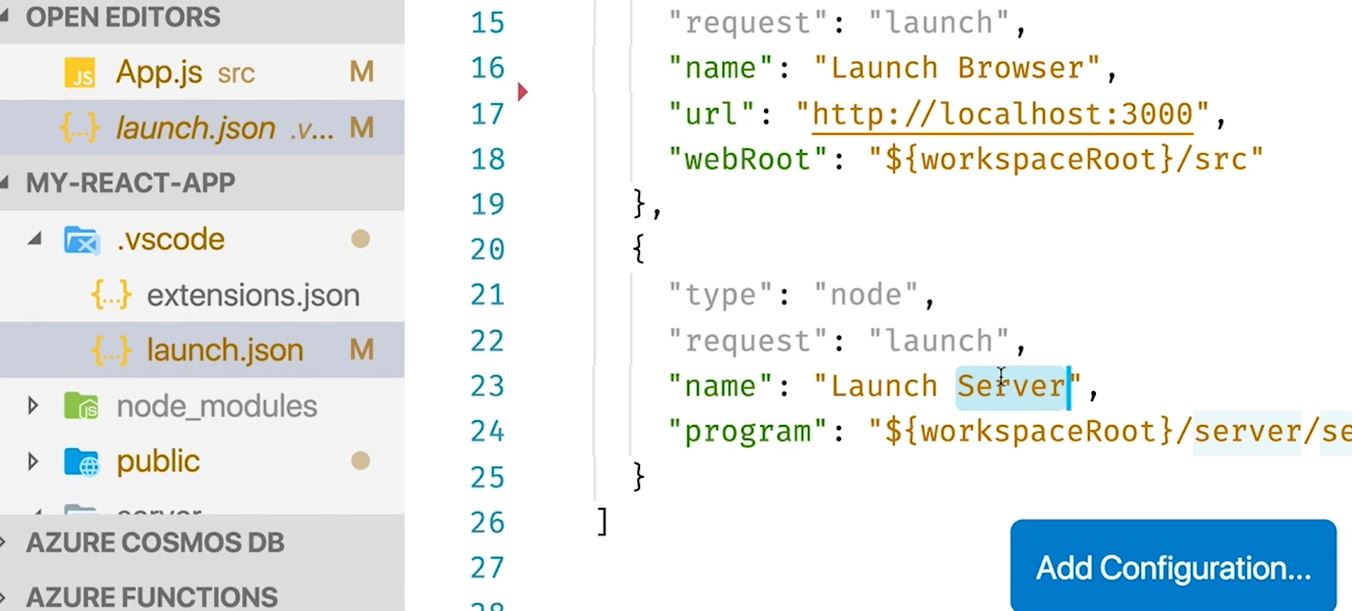 OPEN EDITORS
JS App.js src M
{...} launch.json .v... M
MY-REACT-APP
.vscode
{...} extensions.json
{...} launch.json M
node_modules
public
server
AZURE COSMOS DB
AZURE FUNCTIONS
15 "request": "launch",
16 "name": "Launch Browser",
17 "url": "http://localhost:3000",
18 "webRoot": "${workspaceRoot}/src"
19 },
20 {
21 "type": "node",
22 "request": "launch",
23 "name": "Launch Server",
24 "program": "${workspaceRoot}/server/se
25 }
26 ]
27
28
Add Configuration...